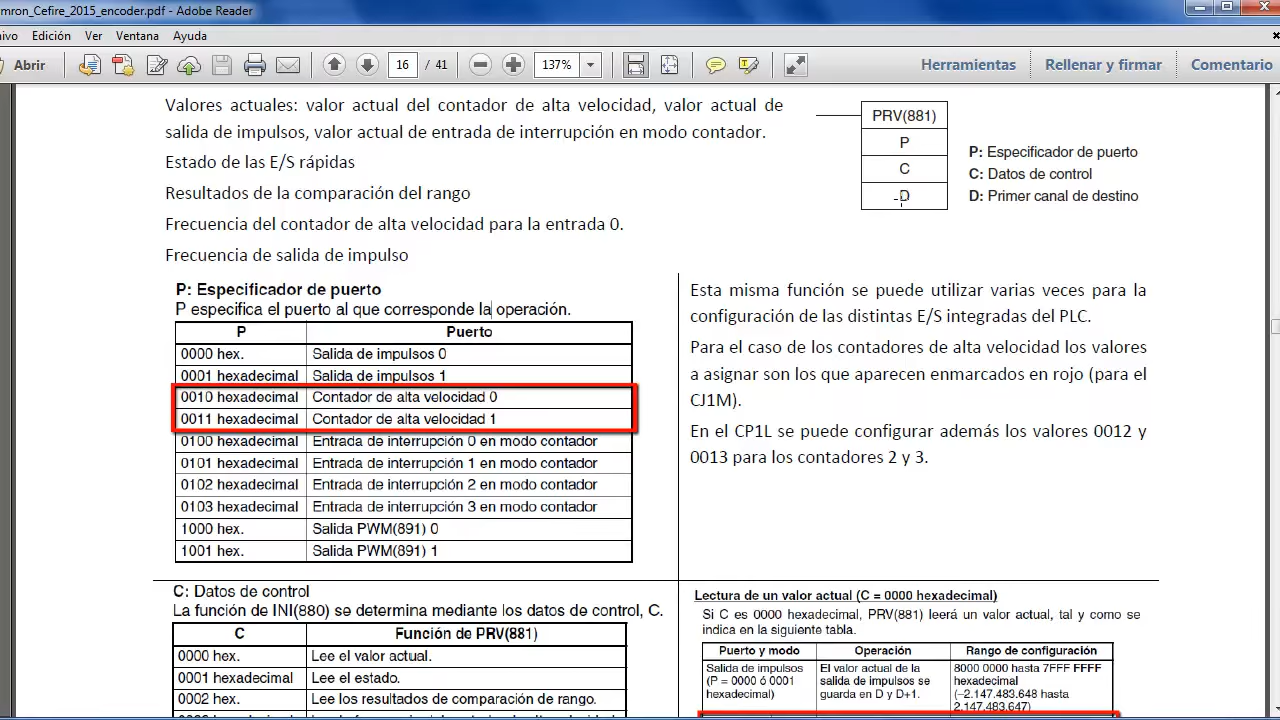 mron_Cefire_2015_encoder.pdf - Adobe Reader
ivo Edición Ver Ventana Ayuda
Abrir 16 / 41 137% Herramientas Rellenar y firmar Comentario
Valores actuales: valor actual del contador de alta velocidad, valor actual de
salida de impulsos, valor actual de entrada de interrupción en modo contador.
Estado de las E/S rápidas
Resultados de la comparación del rango
Frecuencia del contador de alta velocidad para la entrada 0.
Frecuencia de salida de impulso
PRV(881)
P
C
D
P: Especificador de puerto
C: Datos de control
D: Primer canal de destino
P: Especificador de puerto
P especifica el puerto al que corresponde la operación.
P Puerto
0000 hex. Salida de impulsos 0
0001 hexadecimal Salida de impulsos 1
0010 hexadecimal Contador de alta velocidad 0
0011 hexadecimal Contador de alta velocidad 1
0100 hexadecimal Entrada de interrupción 0 en modo contador
0101 hexadecimal Entrada de interrupción 1 en modo contador
0102 hexadecimal Entrada de interrupción 2 en modo contador
0103 hexadecimal Entrada de interrupción 3 en modo contador
1000 hex. Salida PWM(891) 0
1001 hex. Salida PWM(891) 1
Esta misma función se puede utilizar varias veces para la
configuración de las distintas E/S integradas del PLC.
Para el caso de los contadores de alta velocidad los valores
a asignar son los que aparecen enmarcados en rojo (para el
CJ1M).
En el CP1L se puede configurar además los valores 0012 y
0013 para los contadores 2 y 3.
C: Datos de control
La función de INI(880) se determina mediante los datos de control, C.
C Función de PRV(881)
0000 hex. Lee el valor actual.
0001 hexadecimal Lee el estado.
0002 hex. Lee los resultados de comparación de rango.
Lectura de un valor actual (C = 0000 hexadecimal)
Si C es 0000 hexadecimal, PRV(881) leerá un valor actual, tal y como se
indica en la siguiente tabla.
Puerto y modo Operación Rango de configuración
Salida de impulsos El valor actual de la 8000 0000 hasta 7FFF FFFF
(P = 0000 ó 0001 salida de impulsos se hexadecimal
hexadecimal) guarda en D y D+1. (–2.147.483.648 hasta
2.147.483.647)